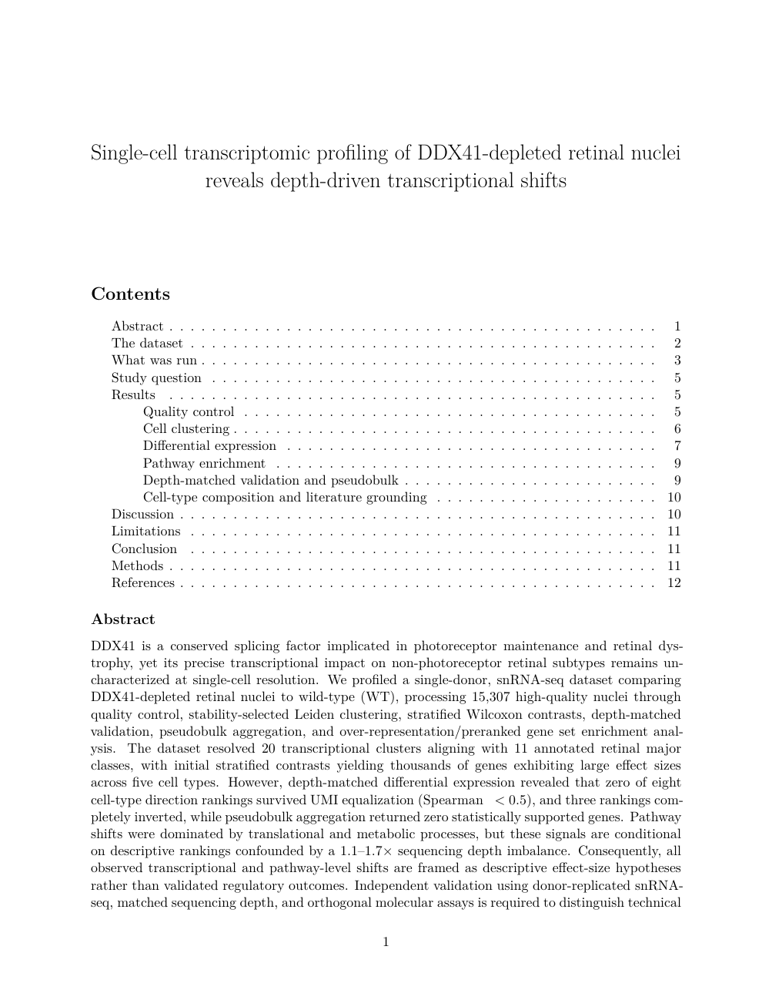 Single-cell transcriptomic profiling of DDX41-depleted retinal nuclei
reveals depth-driven transcriptional shifts
Contents
Abstract . . . . . . . . . . . . . . . . . . . . . . . . . . . . . . . . . . . . . . . . . . . . . . 1
The dataset . . . . . . . . . . . . . . . . . . . . . . . . . . . . . . . . . . . . . . . . . . . . 2
What was run . . . . . . . . . . . . . . . . . . . . . . . . . . . . . . . . . . . . . . . . . . . 3
Study question . . . . . . . . . . . . . . . . . . . . . . . . . . . . . . . . . . . . . . . . . . 5
Results . . . . . . . . . . . . . . . . . . . . . . . . . . . . . . . . . . . . . . . . . . . . . . 5
Quality control . . . . . . . . . . . . . . . . . . . . . . . . . . . . . . . . . . . . . . . 5
Cell clustering . . . . . . . . . . . . . . . . . . . . . . . . . . . . . . . . . . . . . . . . 6
Differential expression . . . . . . . . . . . . . . . . . . . . . . . . . . . . . . . . . . . 7
Pathway enrichment . . . . . . . . . . . . . . . . . . . . . . . . . . . . . . . . . . . . 9
Depth-matched validation and pseudobulk . . . . . . . . . . . . . . . . . . . . . . . . 9
Cell-type composition and literature grounding . . . . . . . . . . . . . . . . . . . . . 10
Discussion . . . . . . . . . . . . . . . . . . . . . . . . . . . . . . . . . . . . . . . . . . . . . 10
Limitations . . . . . . . . . . . . . . . . . . . . . . . . . . . . . . . . . . . . . . . . . . . . 11
Conclusion . . . . . . . . . . . . . . . . . . . . . . . . . . . . . . . . . . . . . . . . . . . . 11
Methods . . . . . . . . . . . . . . . . . . . . . . . . . . . . . . . . . . . . . . . . . . . . . . 11
References . . . . . . . . . . . . . . . . . . . . . . . . . . . . . . . . . . . . . . . . . . . . . 12
Abstract
DDX41 is a conserved splicing factor implicated in photoreceptor maintenance and retinal dys-
trophy, yet its precise transcriptional impact on non-photoreceptor retinal subtypes remains un-
characterized at single-cell resolution. We profiled a single-donor, snRNA-seq dataset comparing
DDX41-depleted retinal nuclei to wild-type (WT), processing 15,307 high-quality nuclei through
quality control, stability-selected Leiden clustering, stratified Wilcoxon contrasts, depth-matched
validation, pseudobulk aggregation, and over-representation/preranked gene set enrichment anal-
ysis. The dataset resolved 20 transcriptional clusters aligning with 11 annotated retinal major
classes, with initial stratified contrasts yielding thousands of genes exhibiting large effect sizes
across five cell types. However, depth-matched differential expression revealed that zero of eight
cell-type direction rankings survived UMI equalization (Spearman < 0.5), and three rankings com-
pletely inverted, while pseudobulk aggregation returned zero statistically supported genes. Pathway
shifts were dominated by translational and metabolic processes, but these signals are conditional
on descriptive rankings confounded by a 1.1–1.7× sequencing depth imbalance. Consequently, all
observed transcriptional and pathway-level shifts are framed as descriptive effect-size hypotheses
rather than validated regulatory outcomes. Independent validation using donor-replicated snRNA-
seq, matched sequencing depth, and orthogonal molecular assays is required to distinguish technical
1